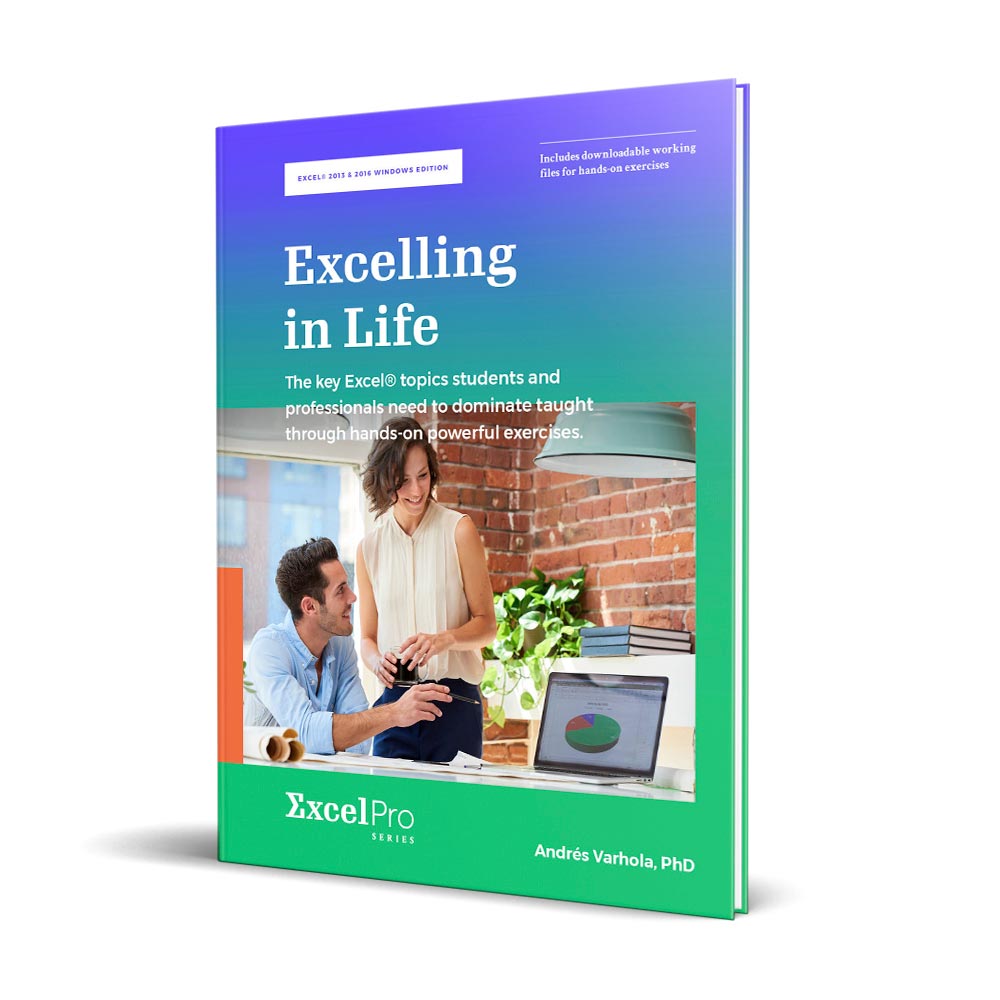 EXCEL® 2013 & 2016 WINDOWS EDITION
Includes downloadable working
files for hands-on exercises
Excelling
in Life
The key Excel® topics students and
professionals need to dominate taught
through hands-on powerful exercises.
ΣxcelPro
SERIES
Andrés Varhola, PhD